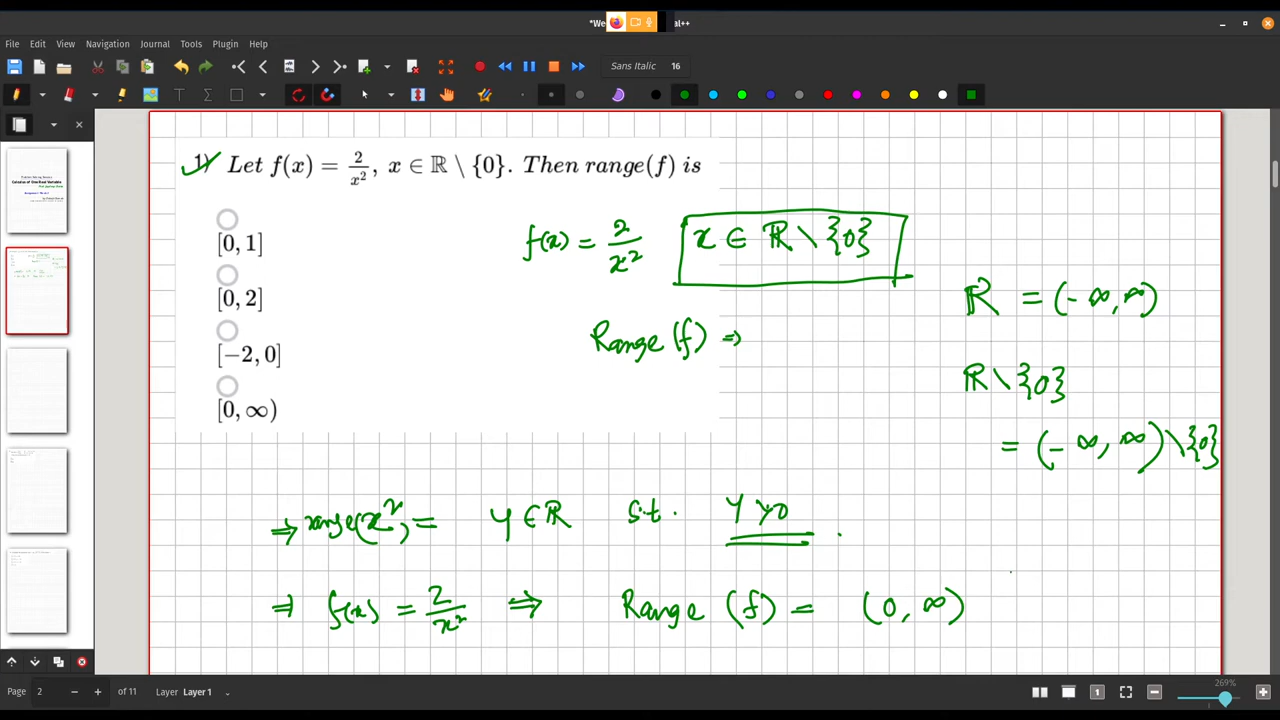 *We al++
File Edit View Navigation Journal Tools Plugin Help
Sans Italic 16
1) Let f(x) = 2/x², x ∈ ℝ \ {0}. Then range(f) is
[0, 1]
[0, 2]
[−2, 0]
[0, ∞)
f(x) = 2/x² x ∈ ℝ \ {0}
Range (f) ⇒
ℝ = (-∞, ∞)
ℝ \ {0}
= (-∞, ∞) \ {0}
⇒ range(x²) = y ∈ ℝ s.t. y > 0
⇒ f(x) = 2/x² ⇒ Range (f) = (0, ∞)
Page 2 of 11 Layer Layer 1
269%